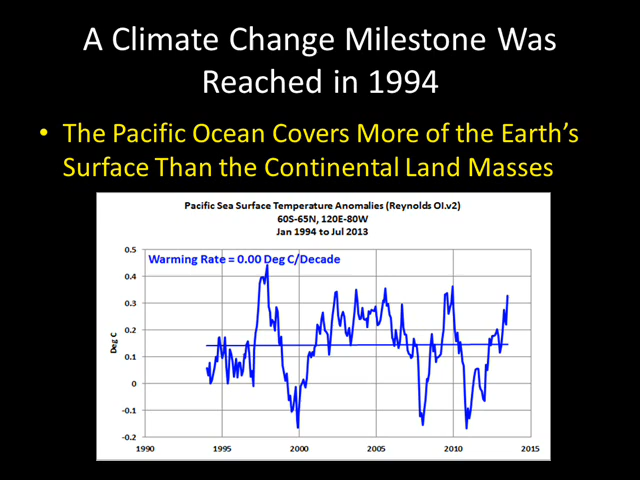 A Climate Change Milestone Was
Reached in 1994
• The Pacific Ocean Covers More of the Earth's
Surface Than the Continental Land Masses
Pacific Sea Surface Temperature Anomalies (Reynolds OI.v2)
60S-65N, 120E-80W
Jan 1994 to Jul 2013
Warming Rate = 0.00 Deg C/Decade
Deg C
0.5
0.4
0.3
0.2
0.1
0
-0.1
-0.2
1990 1995 2000 2005 2010 2015